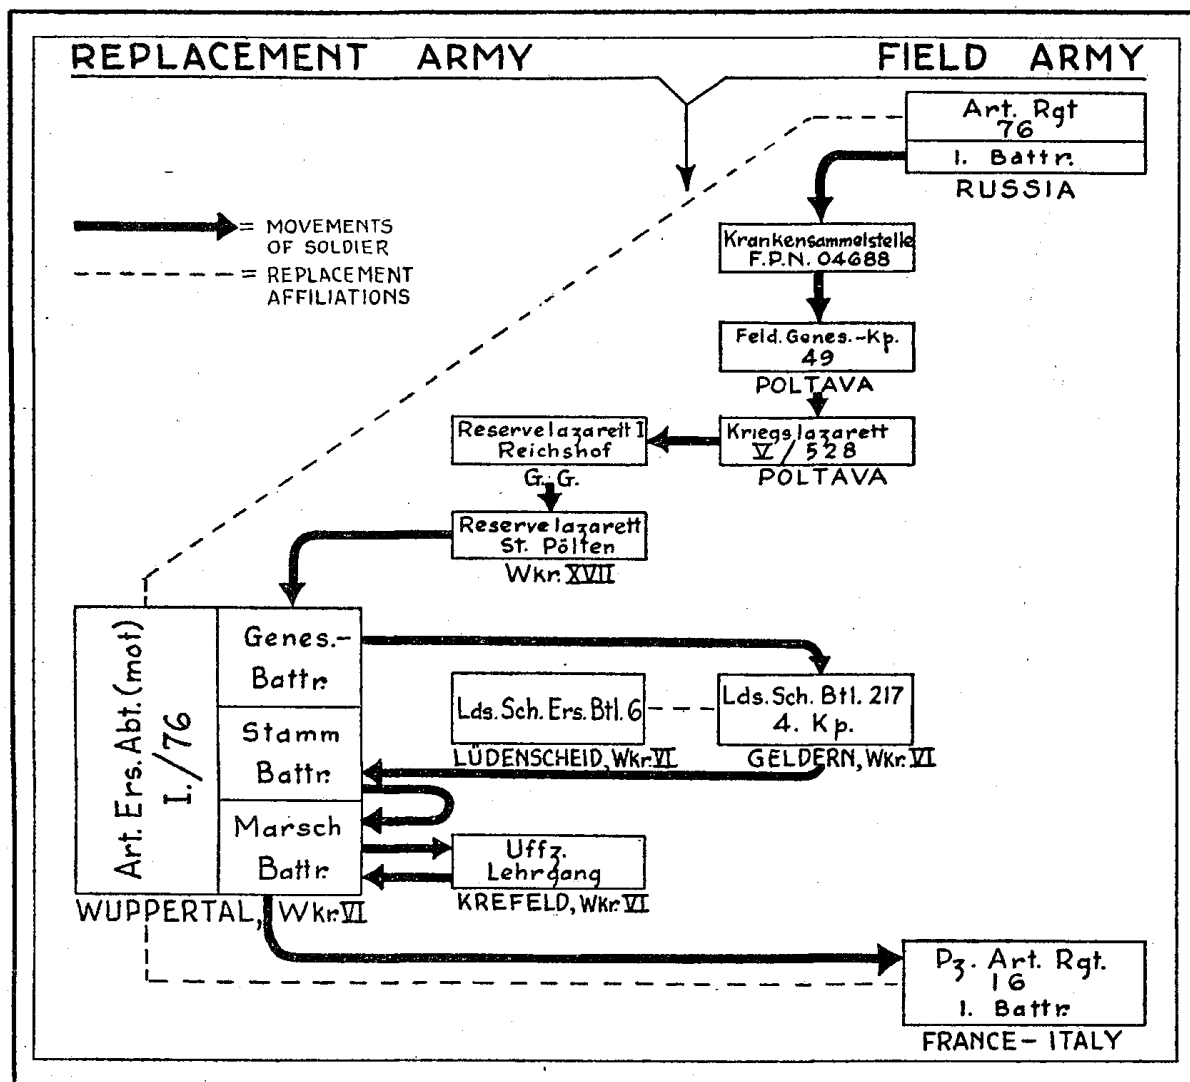 REPLACEMENT ARMY
FIELD ARMY
Art. Rgt
76
1. Battr.
RUSSIA
= MOVEMENTS
OF SOLDIER
= REPLACEMENT
AFFILIATIONS
Krankensammelstelle
F.P.N. 04688
Feld. Genes.-Kp.
49
POLTAVA
Kriegslazarett
V/528
POLTAVA
Reservelazarett I
Reichshof
G. G.
Reservelazarett
St. Pölten
Wkr. XVII
Art. Ers. Abt. (mot)
I./76
Genes.-
Battr.
Stamm
Battr.
Marsch
Battr.
WUPPERTAL, Wkr. VI
Lds. Sch. Ers. Btl. 6
LÜDENSCHEID, Wkr. VI
Lds. Sch. Btl. 217
4. Kp.
GELDERN, Wkr. VI
Uffz.
Lehrgang
KREFELD, Wkr. VI
Pz. Art. Rgt.
16
1. Battr.
FRANCE - ITALY